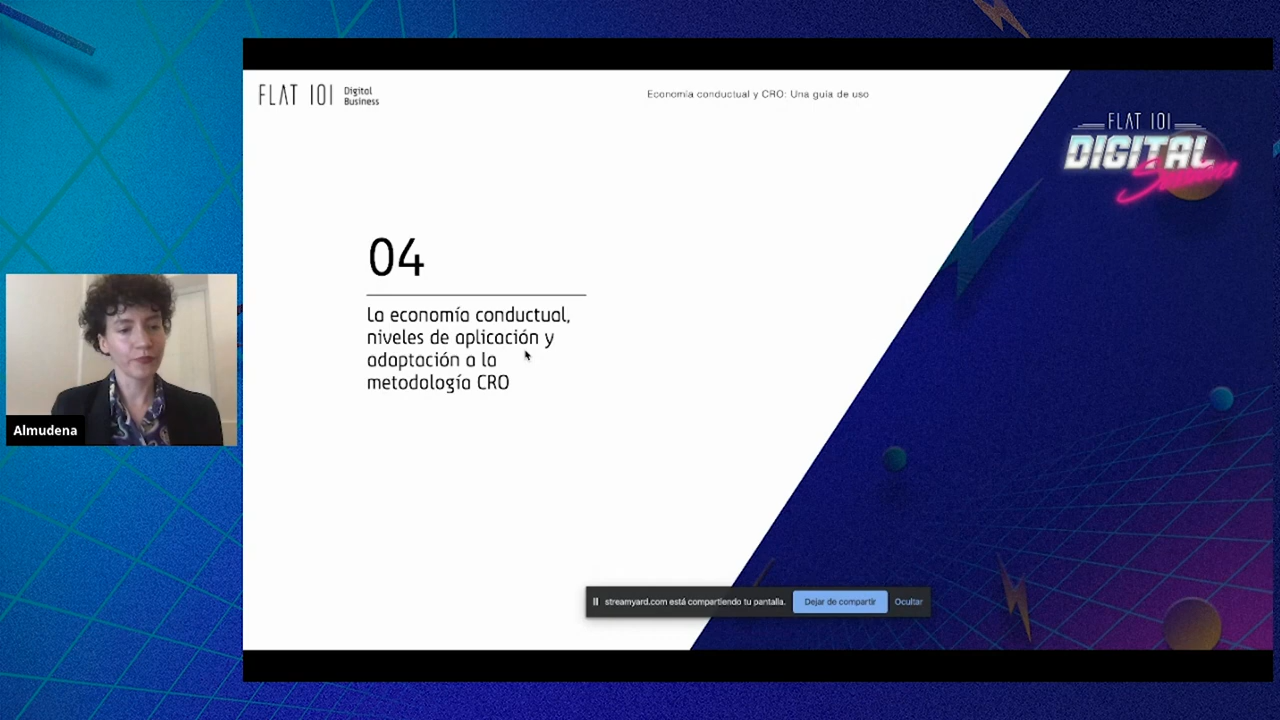 FLAT 101 Digital Business
Economía conductual y CRO: Una guía de uso
FLAT 101
DIGITAL
Sessions
04
La economía conductual,
niveles de aplicación y
adaptación a la
metodología CRO
Almudena
streamyard.com está compartiendo tu pantalla.
Dejar de compartir
Ocultar